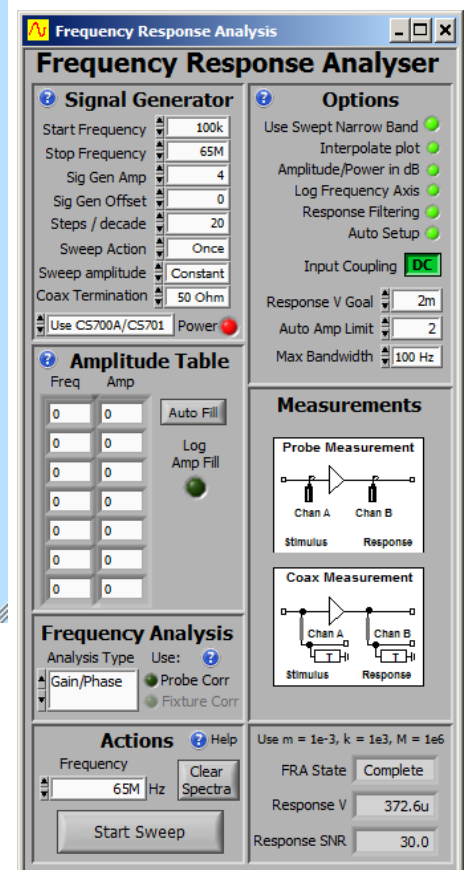 Frequency Response Analysis
Frequency Response Analyser
Signal Generator
Start Frequency 100k
Stop Frequency 65M
Sig Gen Amp 4
Sig Gen Offset 0
Steps / decade 20
Sweep Action Once
Sweep amplitude Constant
Coax Termination 50 Ohm
Use CS700A/CS701 Power
Options
Use Swept Narrow Band
Interpolate plot
Amplitude/Power in dB
Log Frequency Axis
Response Filtering
Auto Setup
Input Coupling DC
Response V Goal 2m
Auto Amp Limit 2
Max Bandwidth 100 Hz
Amplitude Table
Freq Amp
0 0
0 0
0 0
0 0
0 0
0 0
0 0
Auto Fill
Log
Amp Fill
Measurements
Probe Measurement
Chan A Chan B
Stimulus Response
Coax Measurement
Chan A Chan B
T T
Stimulus Response
Frequency Analysis
Analysis Type Use:
Gain/Phase Probe Corr
Fixture Corr
Actions Help
Frequency
65M Hz
Clear
Spectra
Start Sweep
Use m = 1e-3, k = 1e3, M = 1e6
FRA State Complete
Response V 372.6u
Response SNR 30.0